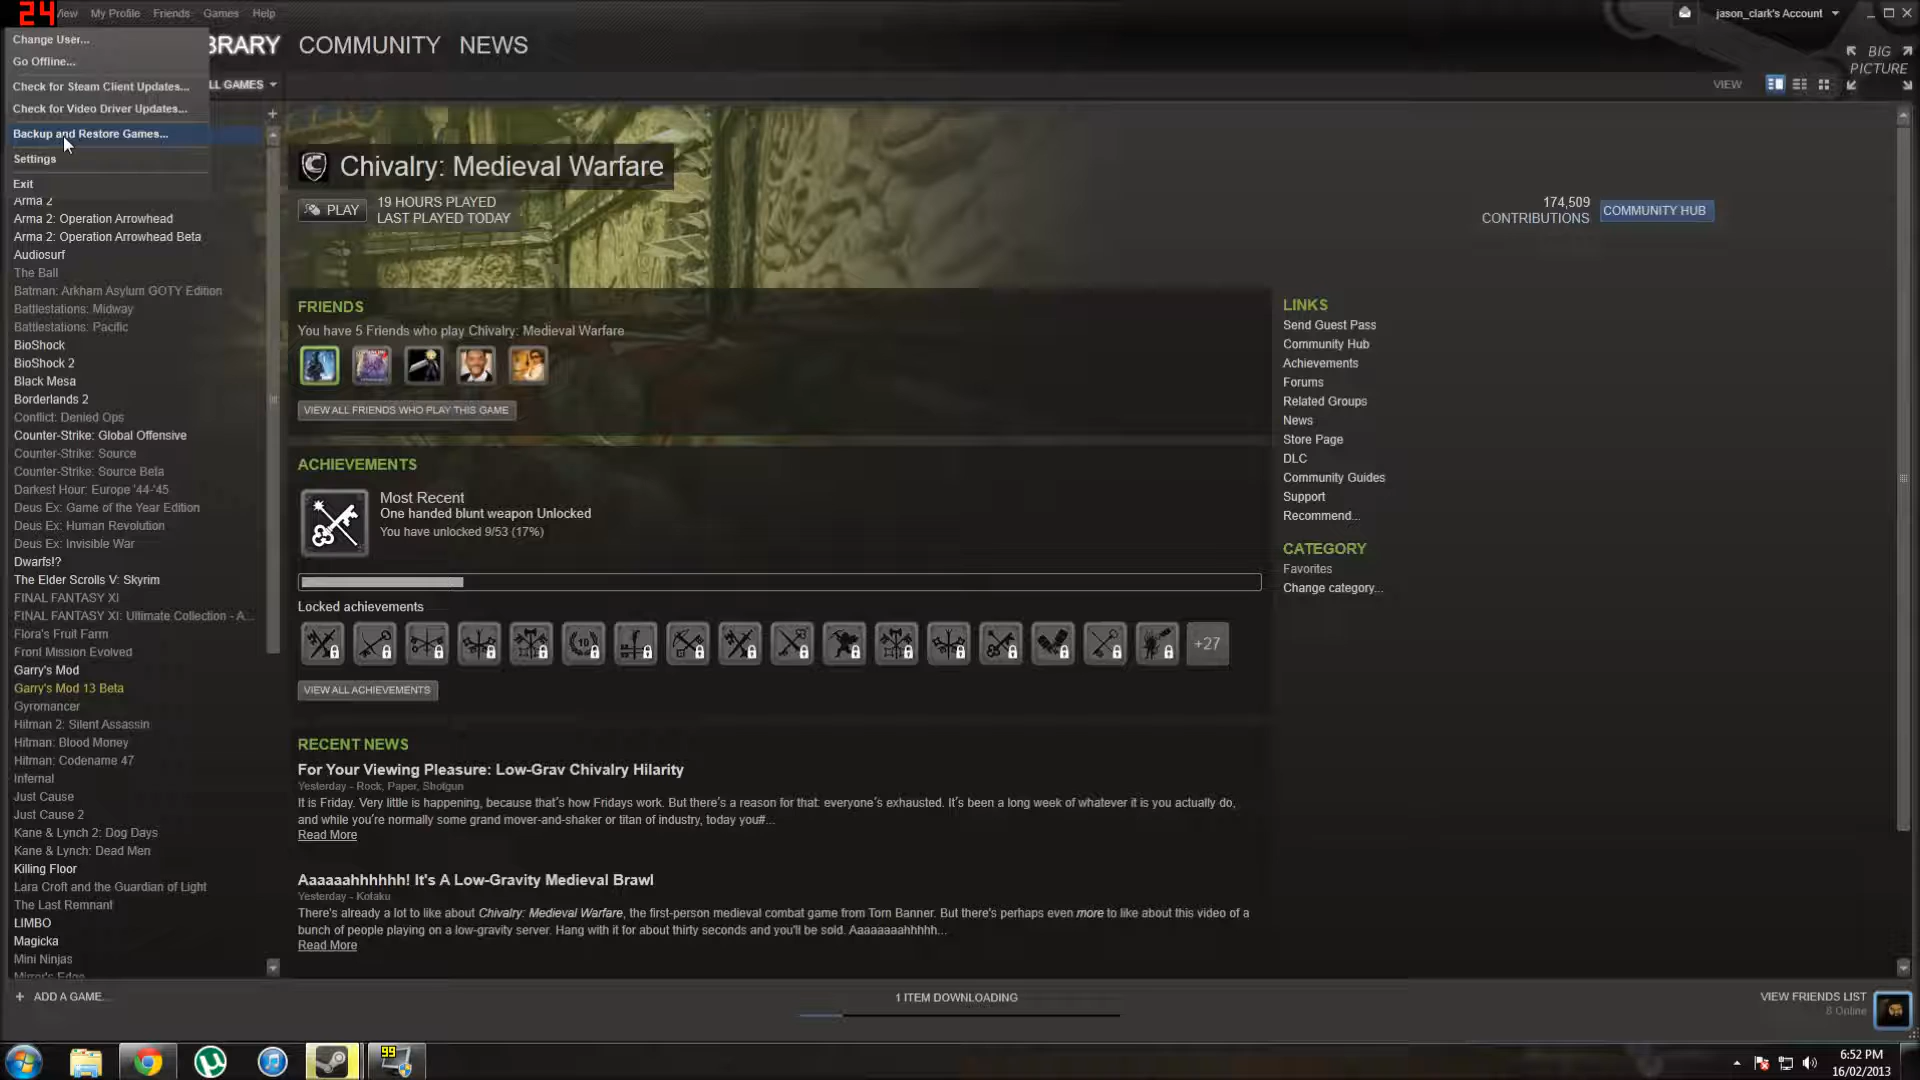 24
View My Profile Friends Games Help
jason_clark's Account
Change User...
Go Offline...
Check for Steam Client Updates...
Check for Video Driver Updates...
Backup and Restore Games...
Settings
Exit
BRARY COMMUNITY NEWS
BIG
PICTURE
LL GAMES
VIEW
Arma 2
Arma 2: Operation Arrowhead
Arma 2: Operation Arrowhead Beta
Audiosurf
The Ball
Batman: Arkham Asylum GOTY Edition
Battlestations: Midway
Battlestations: Pacific
BioShock
BioShock 2
Black Mesa
Borderlands 2
Conflict: Denied Ops
Counter-Strike: Global Offensive
Counter-Strike: Source
Counter-Strike: Source Beta
Darkest Hour: Europe '44-'45
Deus Ex: Game of the Year Edition
Deus Ex: Human Revolution
Deus Ex: Invisible War
Dwarfs!?
The Elder Scrolls V: Skyrim
FINAL FANTASY XI
FINAL FANTASY XI: Ultimate Collection - A...
Flora's Fruit Farm
Front Mission Evolved
Garry's Mod
Garry's Mod 13 Beta
Gyromancer
Hitman 2: Silent Assassin
Hitman: Blood Money
Hitman: Codename 47
Infernal
Just Cause
Just Cause 2
Kane & Lynch 2: Dog Days
Kane & Lynch: Dead Men
Killing Floor
Lara Croft and the Guardian of Light
The Last Remnant
LIMBO
Magicka
Mini Ninjas
Mirror's Edge
Chivalry: Medieval Warfare
PLAY
19 HOURS PLAYED
LAST PLAYED TODAY
174,509
CONTRIBUTIONS
COMMUNITY HUB
FRIENDS
You have 5 Friends who play Chivalry: Medieval Warfare
VIEW ALL FRIENDS WHO PLAY THIS GAME
ACHIEVEMENTS
Most Recent
One handed blunt weapon Unlocked
You have unlocked 9/53 (17%)
Locked achievements
10
+27
VIEW ALL ACHIEVEMENTS
RECENT NEWS
For Your Viewing Pleasure: Low-Grav Chivalry Hilarity
Yesterday - Rock, Paper, Shotgun
It is Friday. Very little is happening, because that's how Fridays work. But there's a reason for that: everyone's exhausted. It's been a long week of whatever it is you actually do,
and while you're normally some grand mover-and-shaker or titan of industry, today you#...
Read More
Aaaaaahhhhhh! It's A Low-Gravity Medieval Brawl
Yesterday - Kotaku
There's already a lot to like about Chivalry: Medieval Warfare, the first-person medieval combat game from Torn Banner. But there's perhaps even more to like about this video of a
bunch of people playing on a low-gravity server. Hang with it for about thirty seconds and you'll be sold. Aaaaaaaahhhhh...
Read More
LINKS
Send Guest Pass
Community Hub
Achievements
Forums
Related Groups
News
Store Page
DLC
Community Guides
Support
Recommend...
CATEGORY
Favorites
Change category...
+ ADD A GAME...
1 ITEM DOWNLOADING
VIEW FRIENDS LIST
8 Online
99
6:52 PM
16/02/2013